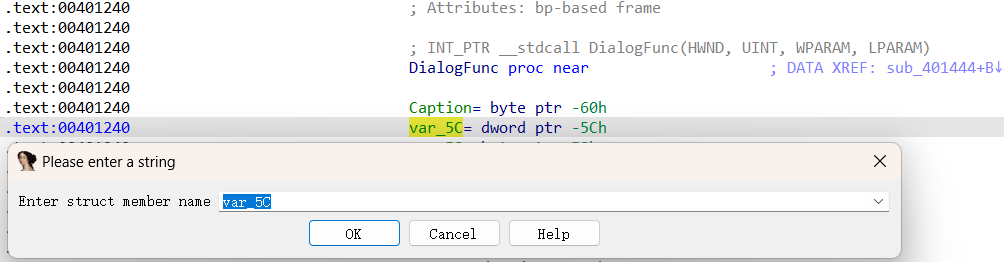 .text:00401240 ; Attributes: bp-based frame
.text:00401240
.text:00401240 ; INT_PTR __stdcall DialogFunc(HWND, UINT, WPARAM, LPARAM)
.text:00401240 DialogFunc proc near ; DATA XREF: sub_401444+B↓
.text:00401240
.text:00401240 Caption= byte ptr -60h
.text:00401240 var_5C= dword ptr -5Ch
Please enter a string
Enter struct member name var_5C
OK Cancel Help